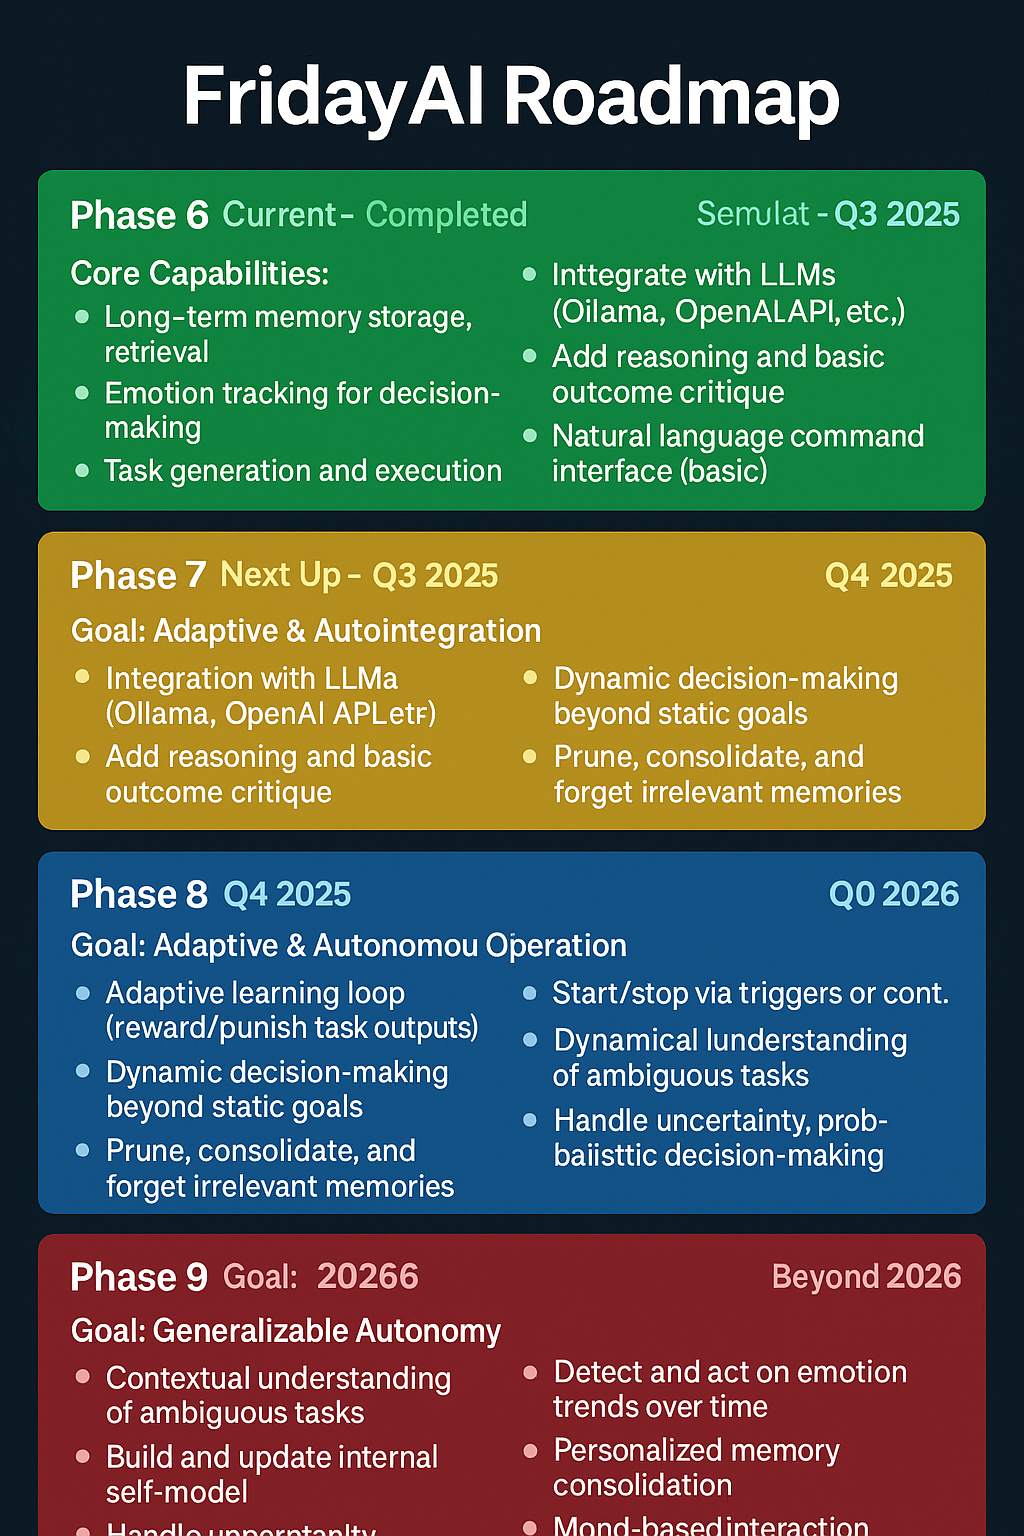 FridayAI Roadmap
Phase 6 Current- Completed
Semulat - Q3 2025
Core Capabilities:
Long-term memory storage,
retrieval
Emotion tracking for decision-
making
Task generation and execution
Inttegrate with LLMs
(Oilama, OpenALAPI, etc,)
Add reasoning and basic
outcome critique
Natural language command
interface (basic)
Phase 7 Next Up - Q3 2025
Q4 2025
Goal: Adaptive & Autointegration
Integration with LLMa
(Ollama, OpenAI APLetr)
Add reasoning and basic
outcome critique
Dynamic decision-making
beyond static goals
Prune, consolidate, and
forget irrelevant memories
Phase 8 Q4 2025
Q0 2026
Goal: Adaptive & Autonomou Operation
Adaptive learning loop
(reward/punish task outputs)
Dynamic decision-making
beyond static goals
Prune, consolidate, and
forget irrelevant memories
Start/stop via triggers or cont.
Dynamical lunderstanding
of ambiguous tasks
Handle uncertainty, prob-
baiisttic decision-making
Phase 9 Goal: 20266
Beyond 2026
Goal: Generalizable Autonomy
Contextual understanding
of ambiguous tasks
Build and update internal
self-model
Handle
Detect and act on emotion
trends over time
Personalized memory
consolidation
Mond-based interaction